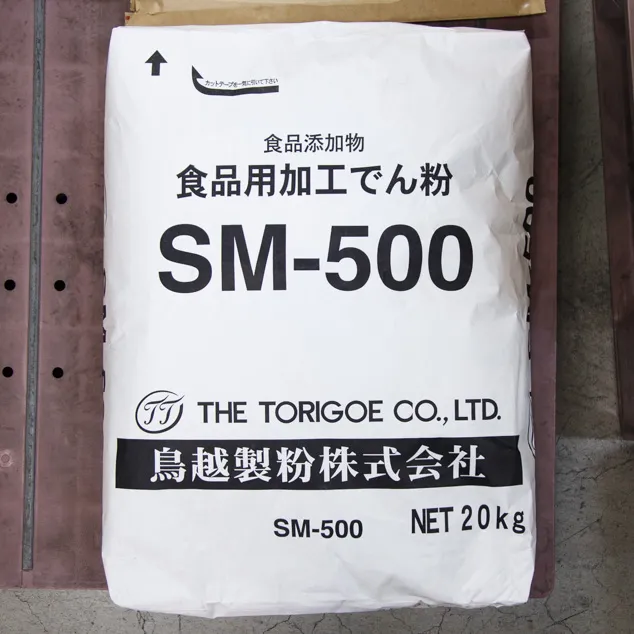 カットテープを一気に引いて下さい
食品添加物
食品用加工でん粉
SM-500
TT THE TORIGOE CO., LTD.
鳥越製粉株式会社
SM-500 NET 20kg